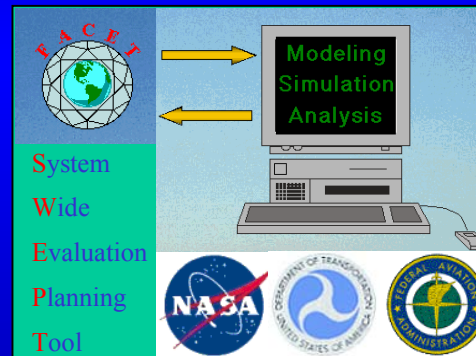 FACET
Modeling
Simulation
Analysis
System
Wide
Evaluation
Planning
Tool
NASA
DEPARTMENT OF TRANSPORTATION
UNITED STATES OF AMERICA
FEDERAL AVIATION
ADMINISTRATION